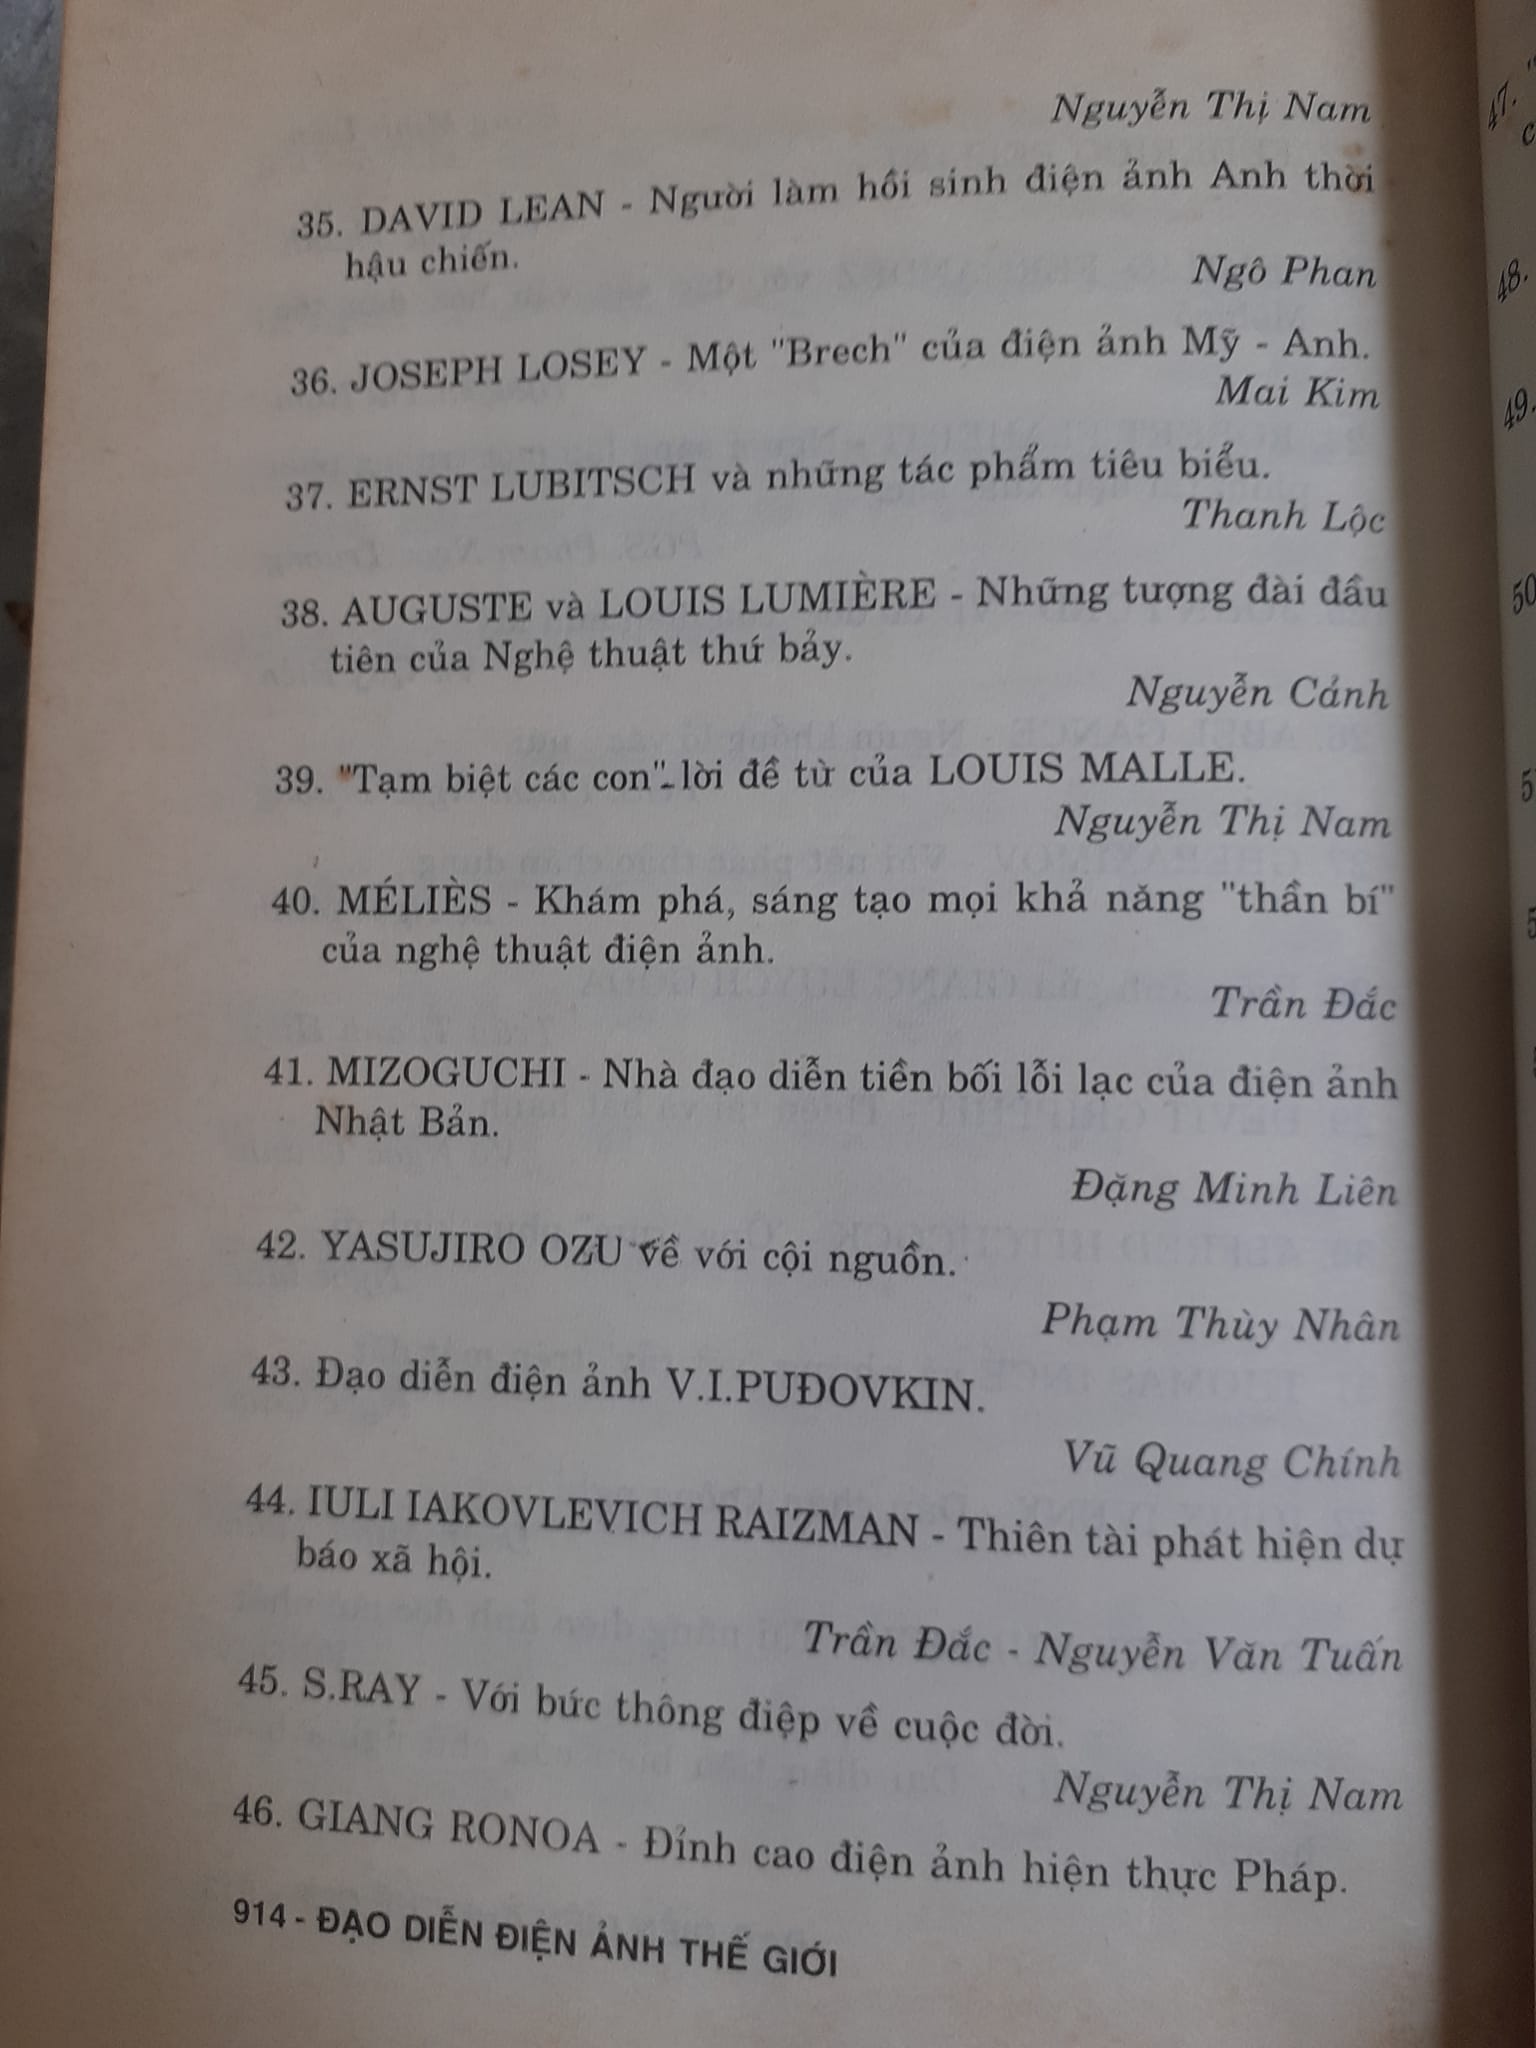 Nguyễn Thị Nam
35. DAVID LEAN - Người làm hồi sinh điện ảnh Anh thời
hậu chiến.
Ngô Phan
36. JOSEPH LOSEY - Một "Brech" của điện ảnh Mỹ - Anh.
Mai Kim
37. ERNST LUBITSCH và những tác phẩm tiêu biểu.
Thanh Lộc
38. AUGUSTE và LOUIS LUMIÈRE - Những tượng đài đầu
tiên của Nghệ thuật thứ bảy.
Nguyễn Cảnh
39. "Tạm biệt các con"-lời đề từ của LOUIS MALLE.
Nguyễn Thị Nam
40. MÉLIÈS - Khám phá, sáng tạo mọi khả năng "thần bí"
của nghệ thuật điện ảnh.
Trần Đắc
41. MIZOGUCHI - Nhà đạo diễn tiền bối lỗi lạc của điện ảnh
Nhật Bản.
Đặng Minh Liên
42. YASUJIRO OZU về với cội nguồn.
Phạm Thùy Nhân
43. Đạo diễn điện ảnh V.I.PUĐOVKIN.
Vũ Quang Chính
44. IULI IAKOVLEVICH RAIZMAN - Thiên tài phát hiện dự
báo xã hội.
Trần Đắc - Nguyễn Văn Tuấn
45. S.RAY - Với bức thông điệp về cuộc đời.
Nguyễn Thị Nam
46. GIANG RONOA - Đỉnh cao điện ảnh hiện thực Pháp.
914 - ĐẠO DIỄN ĐIỆN ẢNH THẾ GIỚI
47.
48.
49.
50